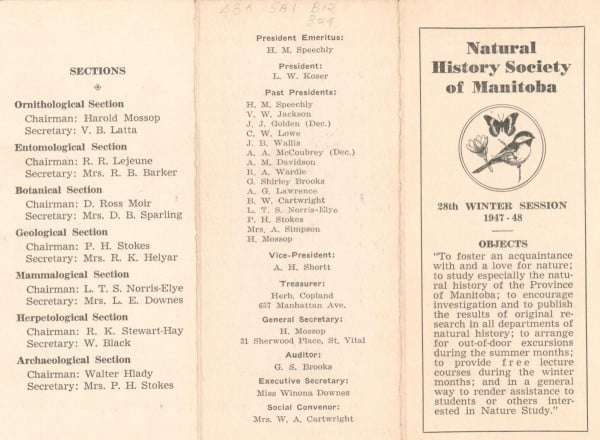 SECTIONS
Ornithological Section
Chairman: Harold Mossop
Secretary: V. B. Latta
Entomological Section
Chairman: R. R. Lejeune
Secretary: Mrs. R. B. Barker
Botanical Section
Chairman: D. Ross Moir
Secretary: Mrs. D. B. Sparling
Geological Section
Chairman: P. H. Stokes
Secretary: Mrs. R. K. Helyar
Mammalogical Section
Chairman: L. T. S. Norris-Elye
Secretary: Mrs. L. E. Downes
Herpetological Section
Chairman: R. K. Stewart-Hay
Secretary: W. Black
Archaeological Section
Chairman: Walter Hlady
Secretary: Mrs. P. H. Stokes
President Emeritus:
H. M. Speechly
President:
L. W. Kozer
Past Presidents:
H. M. Speechly
V. W. Jackson
J. J. Golden (Dec.)
C. W. Lowe
J. B. Wallis
A. A. McCoubrey (Dec.)
A. M. Davidson
R. A. Wardle
G. Shirley Brooks
A. G. Lawrence
B. W. Cartwright
L. T. S. Norris-Elye
P. H. Stokes
Mrs. A. Simpson
H. Mossop
Vice-President:
A. H. Shortt
Treasurer:
Herb. Copland
657 Manhattan Ave.
General Secretary:
H. Mossop
31 Sherwood Place, St. Vital
Auditor:
G. S. Brooks
Executive Secretary:
Miss Winona Downes
Social Convenor:
Mrs. W. A. Cartwright
Natural
History Society
of Manitoba
28th WINTER SESSION
1947 - 48
OBJECTS
"To foster an acquaintance
with and a love for nature;
to study especially the natu-
ral history of the Province
of Manitoba; to encourage
investigation and to publish
the results of original re-
search in all departments of
natural history; to arrange
for out-of-door excursions
during the summer months;
to provide free lecture
courses during the winter
months; and in a general
way to render assistance to
students or others inter-
ested in Nature Study."